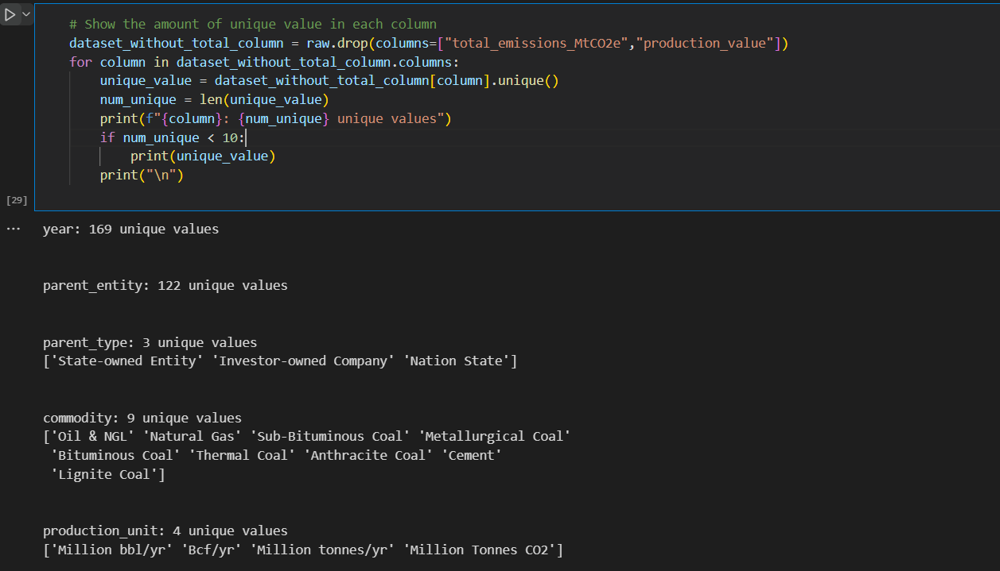 # Show the amount of unique value in each column
dataset_without_total_column = raw.drop(columns=["total_emissions_MtCO2e","production_value"])
for column in dataset_without_total_column.columns:
    unique_value = dataset_without_total_column[column].unique()
    num_unique = len(unique_value)
    print(f"{column}: {num_unique} unique values")
    if num_unique < 10:
        print(unique_value)
    print("\n")
[29]
...
year: 169 unique values
parent_entity: 122 unique values
parent_type: 3 unique values
['State-owned Entity' 'Investor-owned Company' 'Nation State']
commodity: 9 unique values
['Oil & NGL' 'Natural Gas' 'Sub-Bituminous Coal' 'Metallurgical Coal'
 'Bituminous Coal' 'Thermal Coal' 'Anthracite Coal' 'Cement'
 'Lignite Coal']
production_unit: 4 unique values
['Million bbl/yr' 'Bcf/yr' 'Million tonnes/yr' 'Million Tonnes CO2']